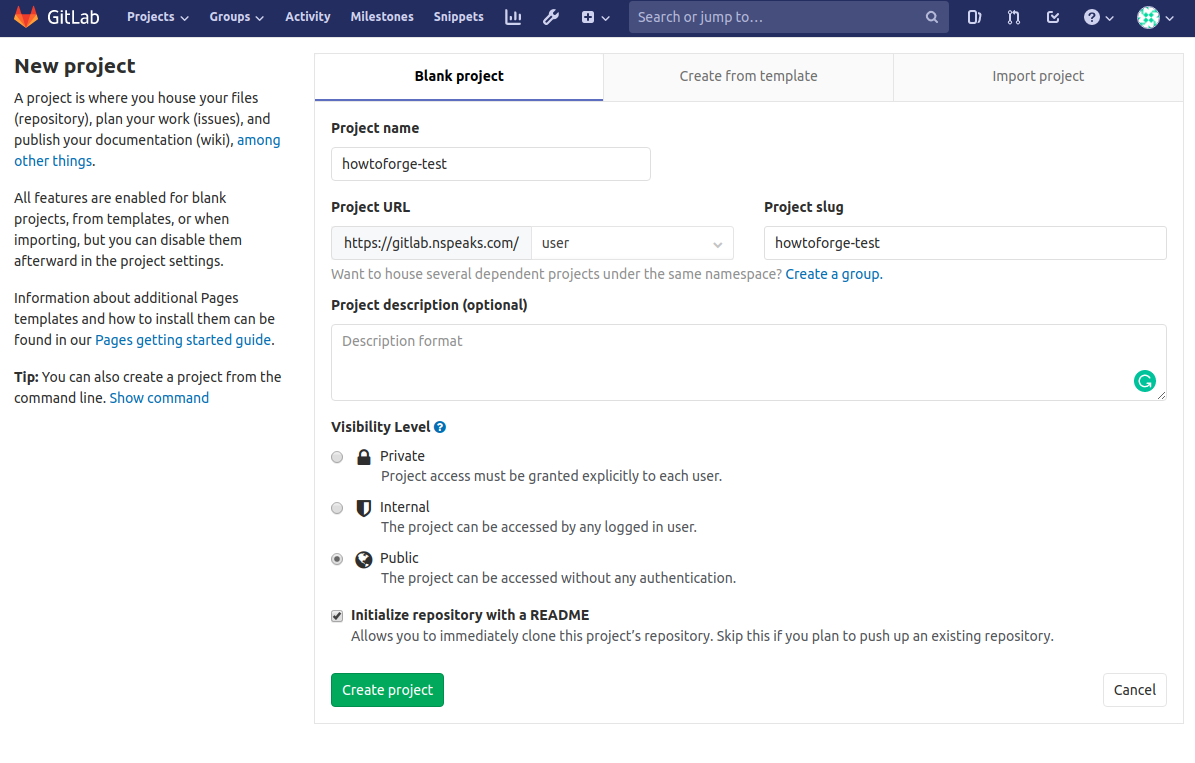 GitLab Projects Groups Activity Milestones Snippets Search or jump to…
New project
A project is where you house your files
(repository), plan your work (issues), and
publish your documentation (wiki), among
other things.
All features are enabled for blank
projects, from templates, or when
importing, but you can disable them
afterward in the project settings.
Information about additional Pages
templates and how to install them can be
found in our Pages getting started guide.
Tip: You can also create a project from the
command line. Show command
Blank project Create from template Import project
Project name
howtoforge-test
Project URL Project slug
https://gitlab.nspeaks.com/ user howtoforge-test
Want to house several dependent projects under the same namespace? Create a group.
Project description (optional)
Description format
Visibility Level
Private
Project access must be granted explicitly to each user.
Internal
The project can be accessed by any logged in user.
Public
The project can be accessed without any authentication.
Initialize repository with a README
Allows you to immediately clone this project’s repository. Skip this if you plan to push up an existing repository.
Create project Cancel